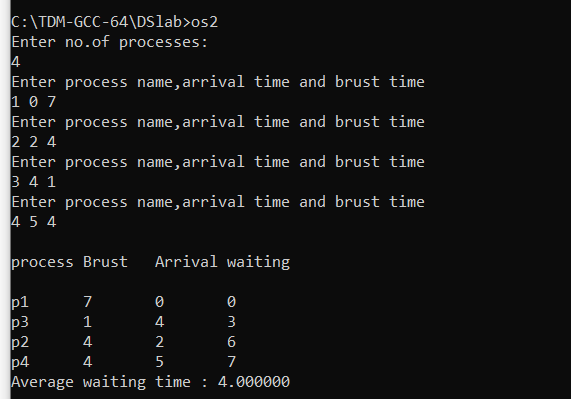 C:\TDM-GCC-64\DSlab>os2
Enter no.of processes:
4
Enter process name,arrival time and brust time
1 0 7
Enter process name,arrival time and brust time
2 2 4
Enter process name,arrival time and brust time
3 4 1
Enter process name,arrival time and brust time
4 5 4
process Brust   Arrival waiting
p1      7       0       0
p3      1       4       3
p2      4       2       6
p4      4       5       7
Average waiting time : 4.000000